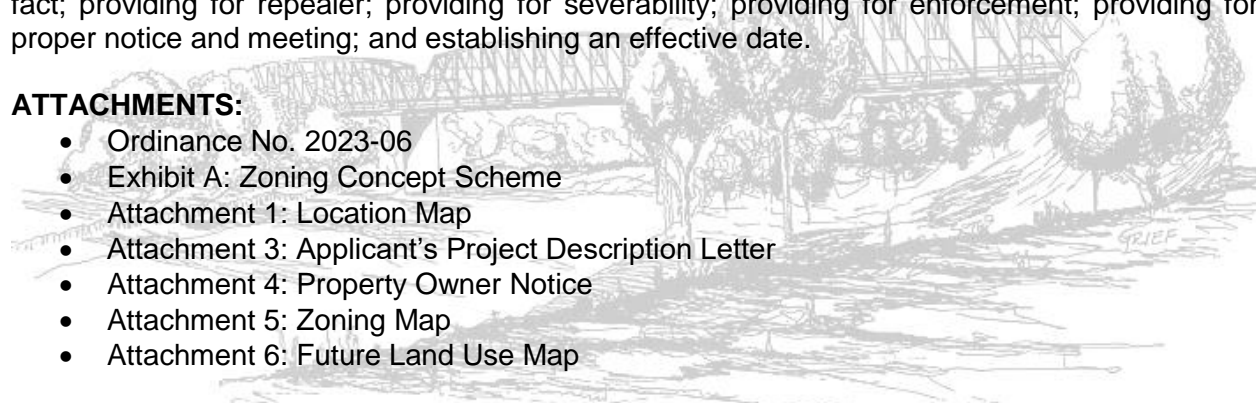 fact; providing for repealer; providing for severability; providing for enforcement; providing for
proper notice and meeting; and establishing an effective date.
ATTACHMENTS:
• Ordinance No. 2023-06
• Exhibit A: Zoning Concept Scheme
• Attachment 1: Location Map
• Attachment 3: Applicant's Project Description Letter
• Attachment 4: Property Owner Notice
• Attachment 5: Zoning Map
• Attachment 6: Future Land Use Map
GRIEF